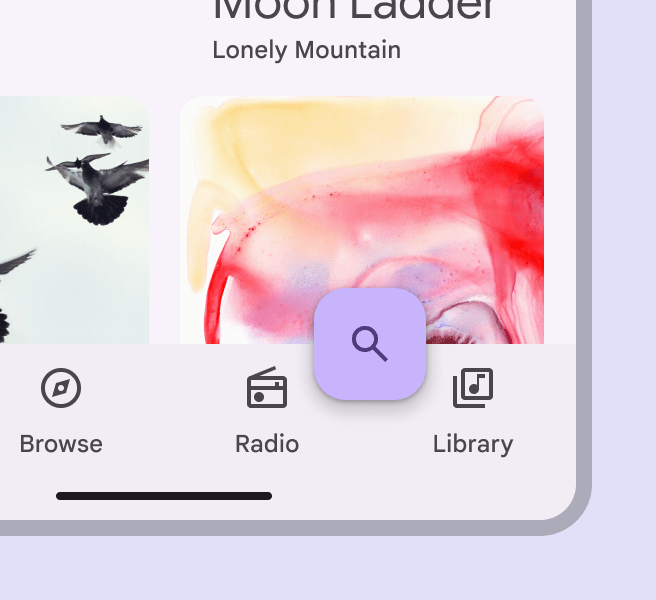 Moon Ladder
Lonely Mountain
Browse
Radio
Library